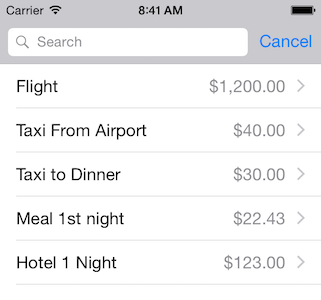 Carrier 8:41 AM
Search Cancel
Flight $1,200.00
Taxi From Airport $40.00
Taxi to Dinner $30.00
Meal 1st night $22.43
Hotel 1 Night $123.00